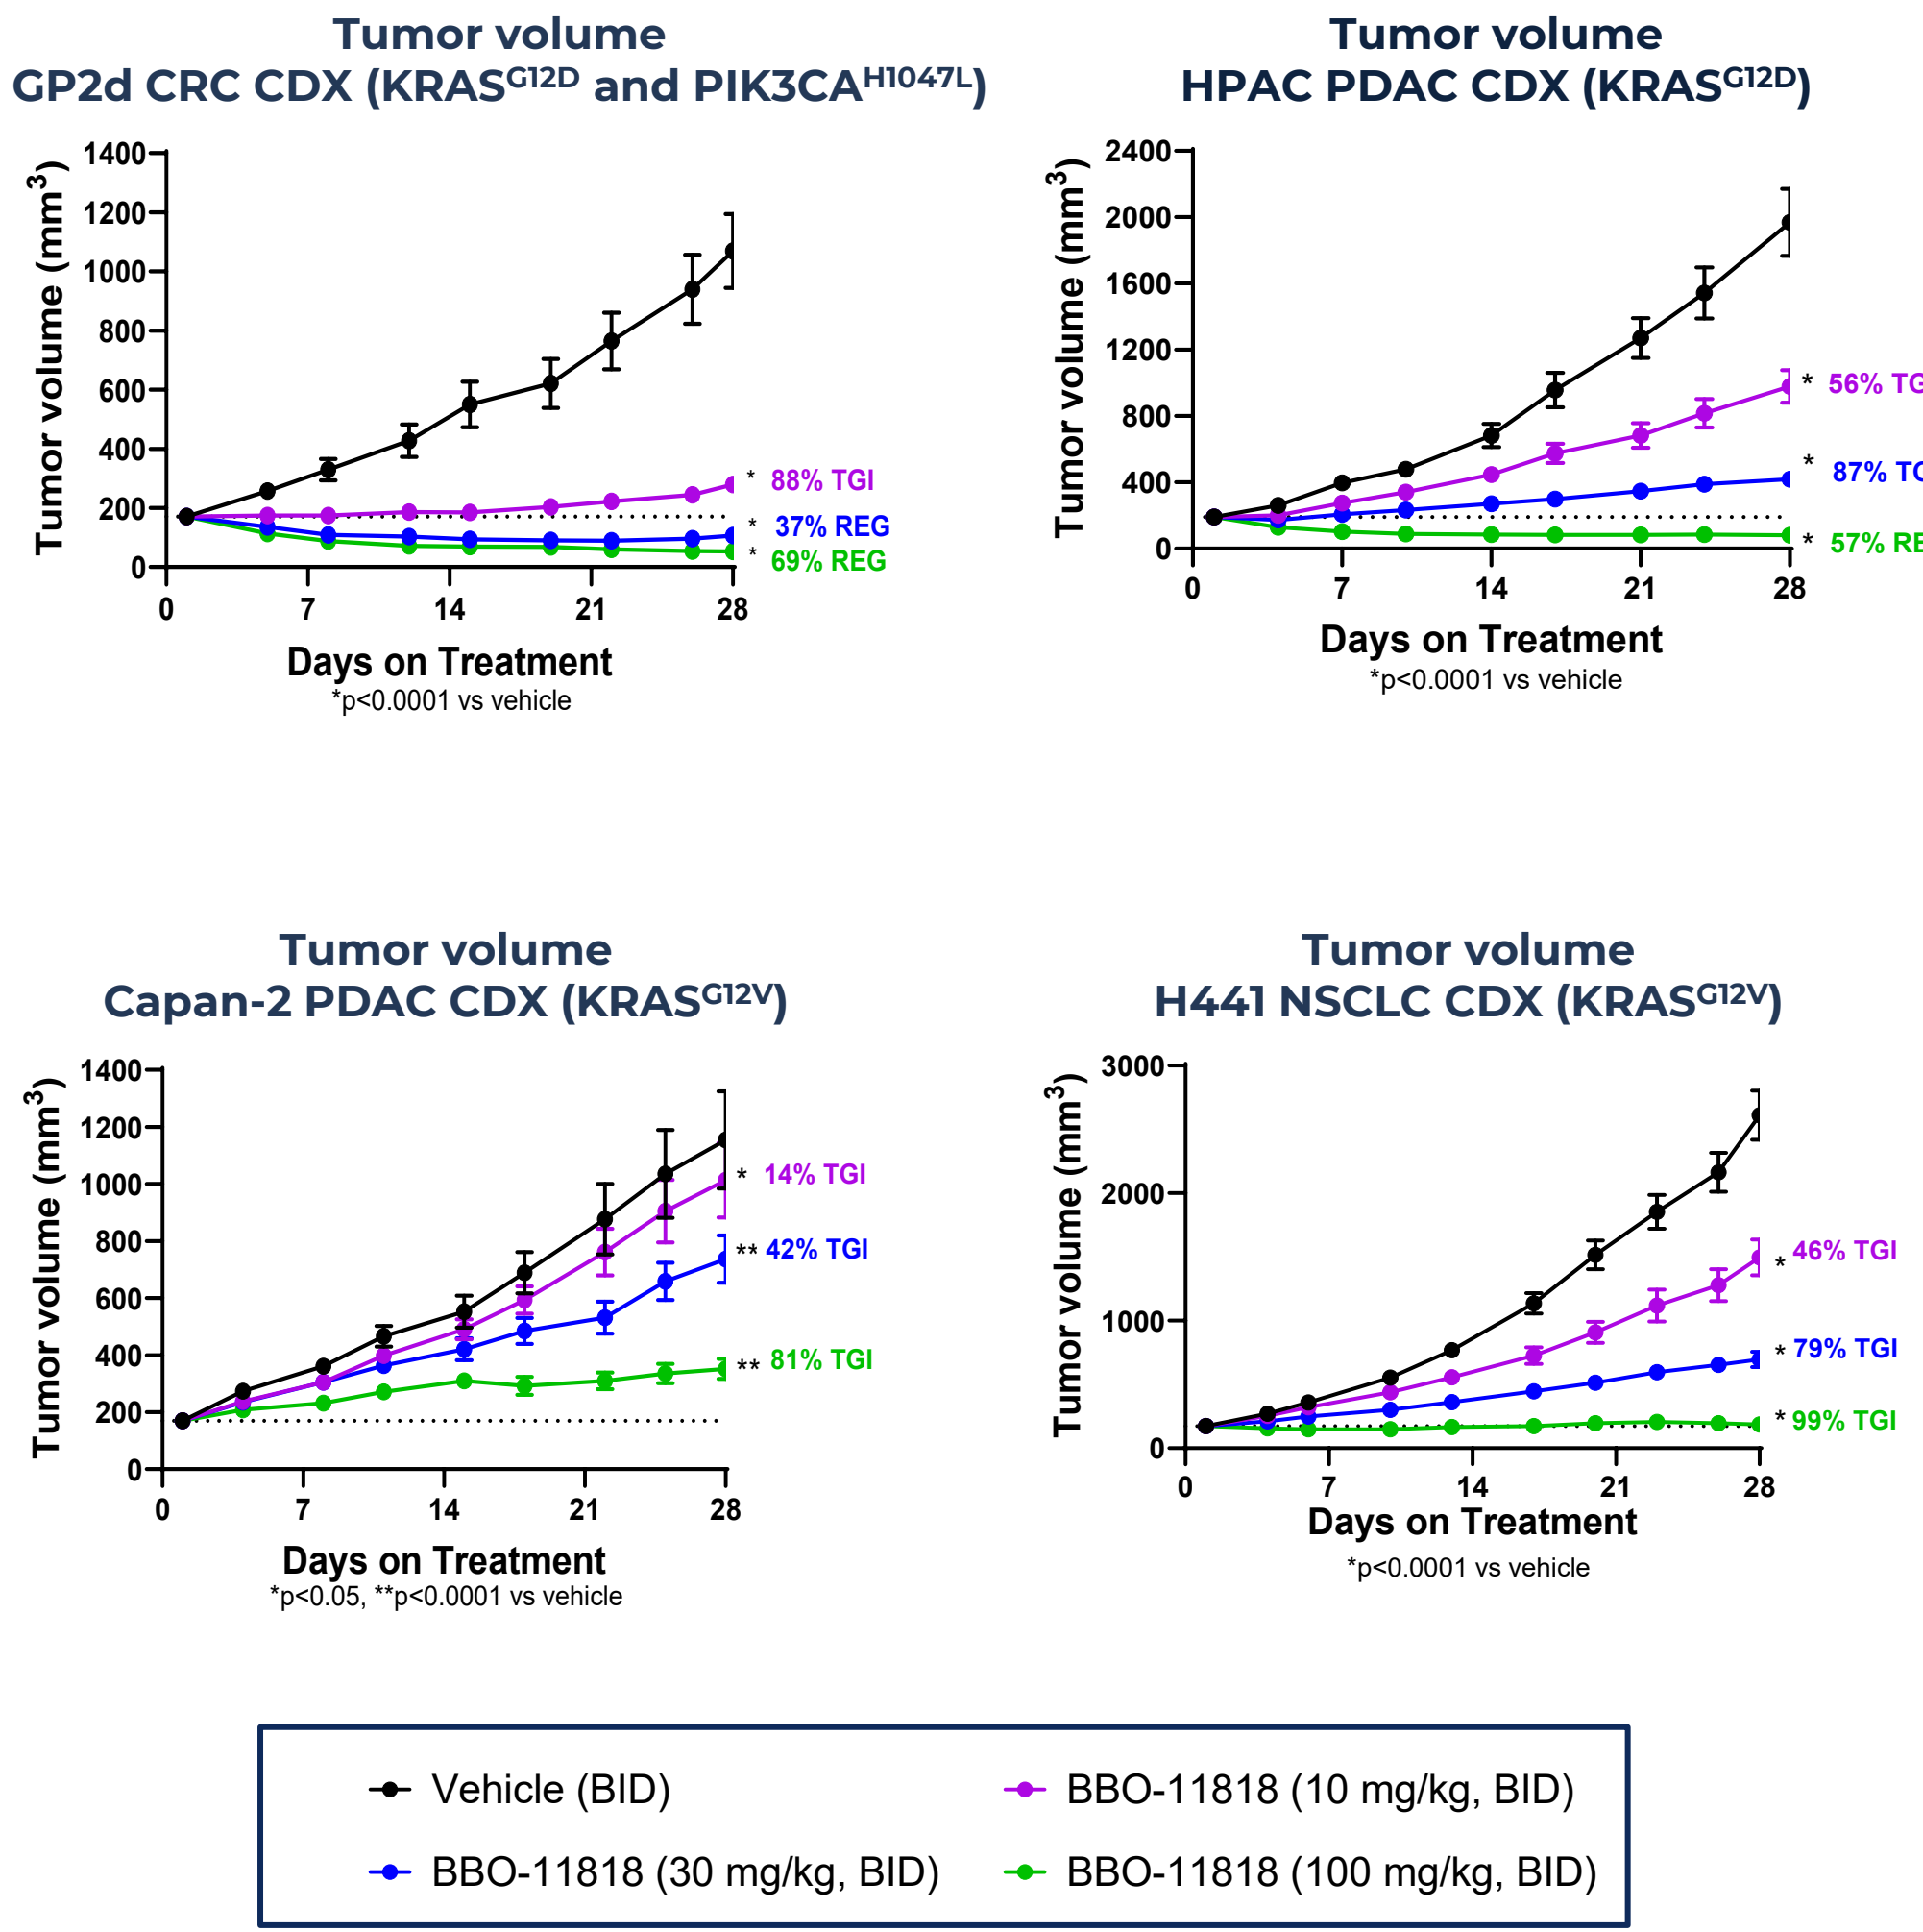 Tumor volume
GP2d CRC CDX (KRASG12D and PIK3CAH1047L)
Tumor volume (mm3)
1400
1200
1000
800
600
400
200
0
0 7 14 21 28
* 88% TGI
* 37% REG
* 69% REG
Days on Treatment
*p<0.0001 vs vehicle
Tumor volume
HPAC PDAC CDX (KRASG12D)
Tumor volume (mm3)
2400
2000
1600
1200
800
400
0
0 7 14 21 28
* 56% TG
* 87% TG
* 57% RE
Days on Treatment
*p<0.0001 vs vehicle
Tumor volume
Capan-2 PDAC CDX (KRASG12V)
Tumor volume (mm3)
1400
1200
1000
800
600
400
200
0
0 7 14 21 28
* 14% TGI
** 42% TGI
** 81% TGI
Days on Treatment
*p<0.05, **p<0.0001 vs vehicle
Tumor volume
H441 NSCLC CDX (KRASG12V)
Tumor volume (mm3)
3000
2000
1000
0
0 7 14 21 28
* 46% TGI
* 79% TGI
* 99% TGI
Days on Treatment
*p<0.0001 vs vehicle
Vehicle (BID)
BBO-11818 (10 mg/kg, BID)
BBO-11818 (30 mg/kg, BID)
BBO-11818 (100 mg/kg, BID)